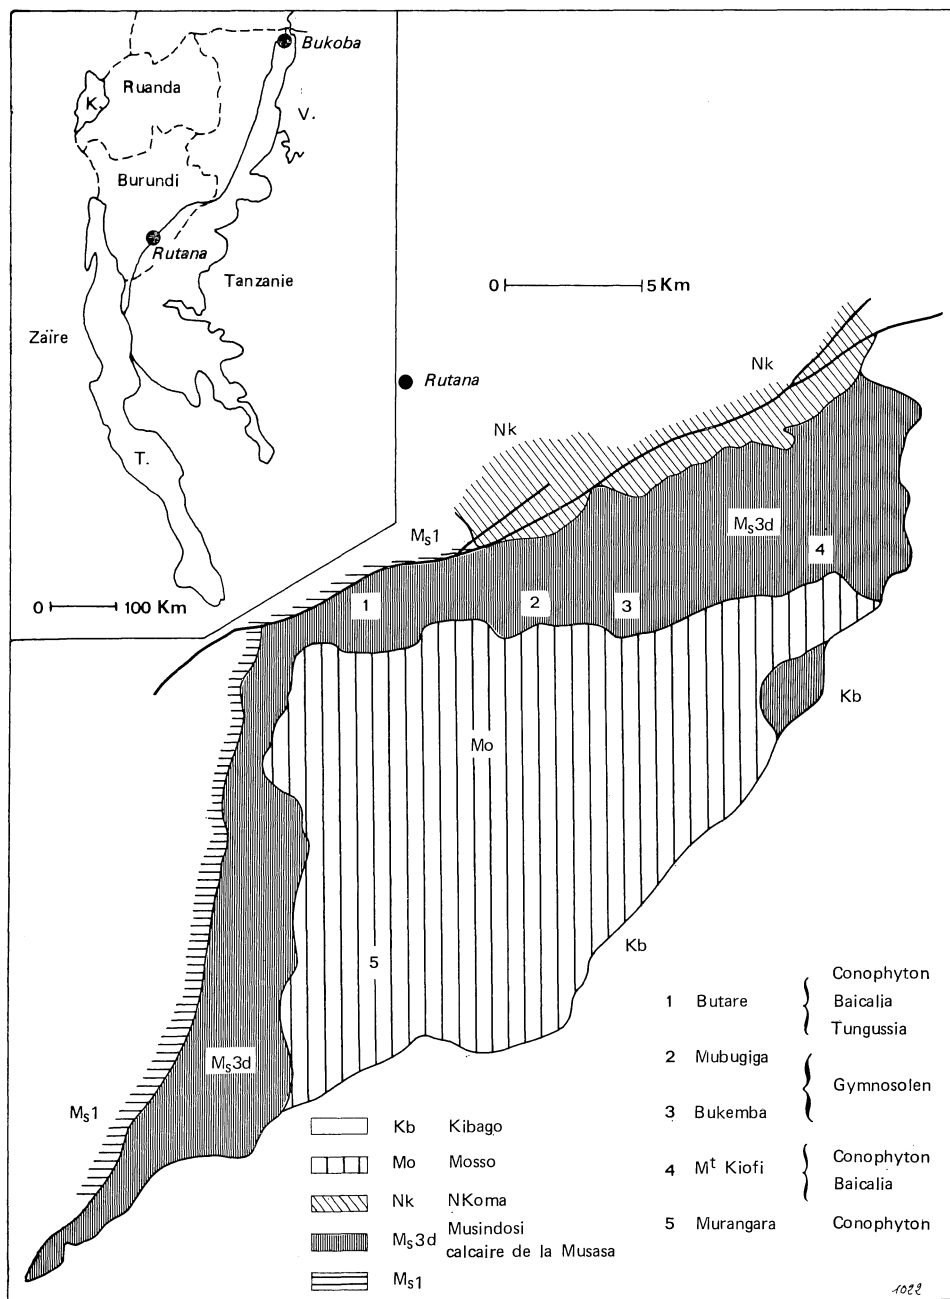 Bukoba
Ruanda
K.
V.
Burundi
Rutana
Tanzanie
Zaïre
T.
0 100 Km
0 5 Km
Rutana
Nk
Nk
Ms1
Ms3d
4
1
2
3
Kb
Mo
Kb
5
Ms3d
Ms1
1 Butare Conophyton
Baicalia
Tungussia
2 Mubugiga
Gymnosolen
3 Bukemba
4 Mt Kiofi Conophyton
Baicalia
5 Murangara Conophyton
Kb Kibago
Mo Mosso
Nk NKoma
Ms3d Musindosi
calcaire de la Musasa
Ms1
1022